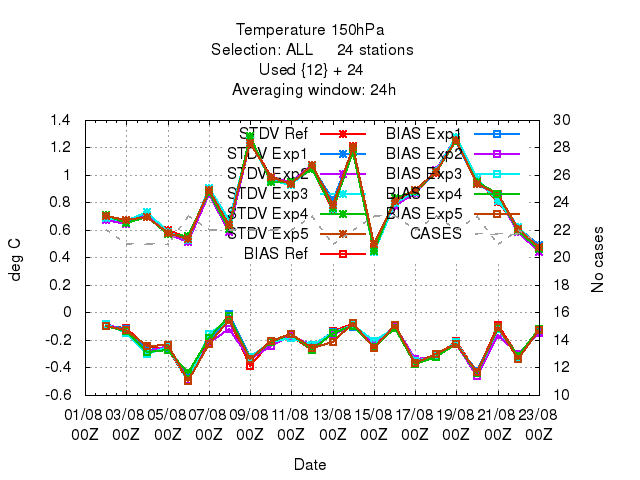 Temperature 150hPa
Selection: ALL 24 stations
Used {12} + 24
Averaging window: 24h
1.4
1.2
1
0.8
0.6
0.4
0.2
0
-0.2
-0.4
-0.6
deg C
30
28
26
24
22
20
18
16
14
12
10
No cases
STDV Ref
STDV Exp1
STDV Exp2
STDV Exp3
STDV Exp4
STDV Exp5
BIAS Ref
BIAS Exp1
BIAS Exp2
BIAS Exp3
BIAS Exp4
BIAS Exp5
CASES
01/08 03/08 05/08 07/08 09/08 11/08 13/08 15/08 17/08 19/08 21/08 23/08
00Z 00Z 00Z 00Z 00Z 00Z 00Z 00Z 00Z 00Z 00Z 00Z
Date